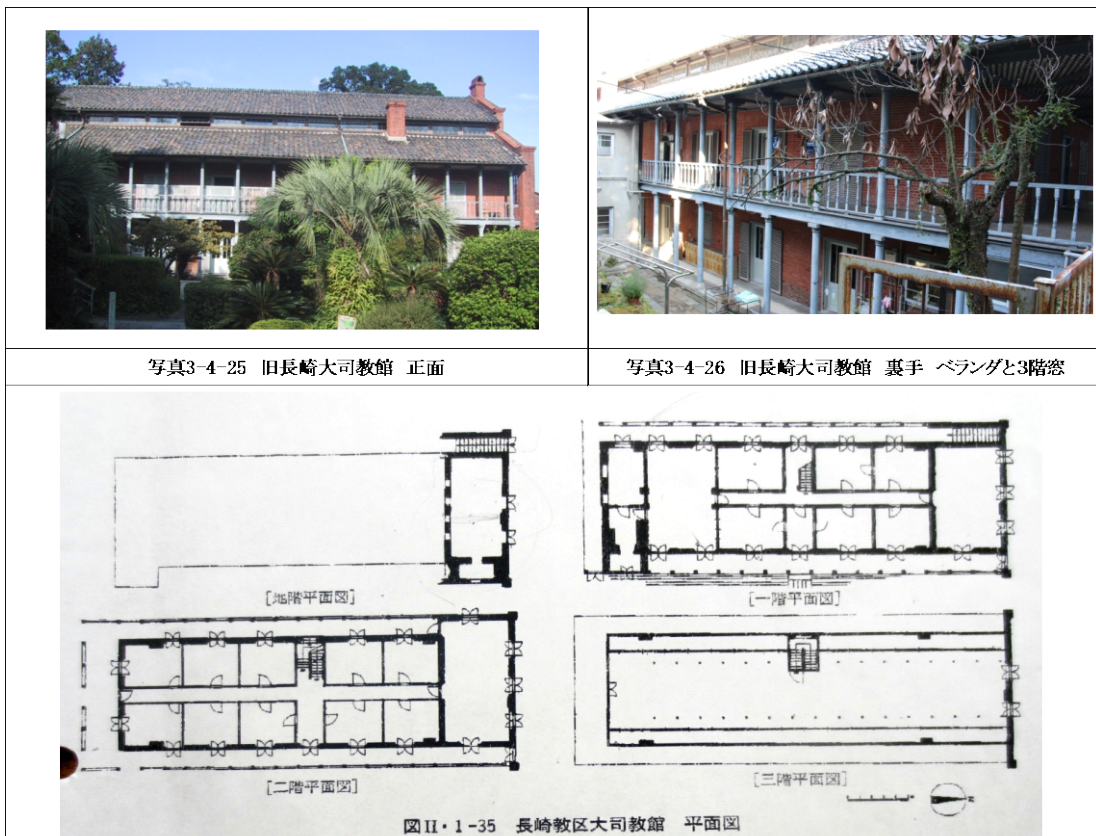 写真3-4-25 旧長崎大司教館 正面
写真3-4-26 旧長崎大司教館 裏手 ベランダと3階窓
[地階平面図]
[一階平面図]
[二階平面図]
[三階平面図]
図II・1-35 長崎教区大司教館 平面図